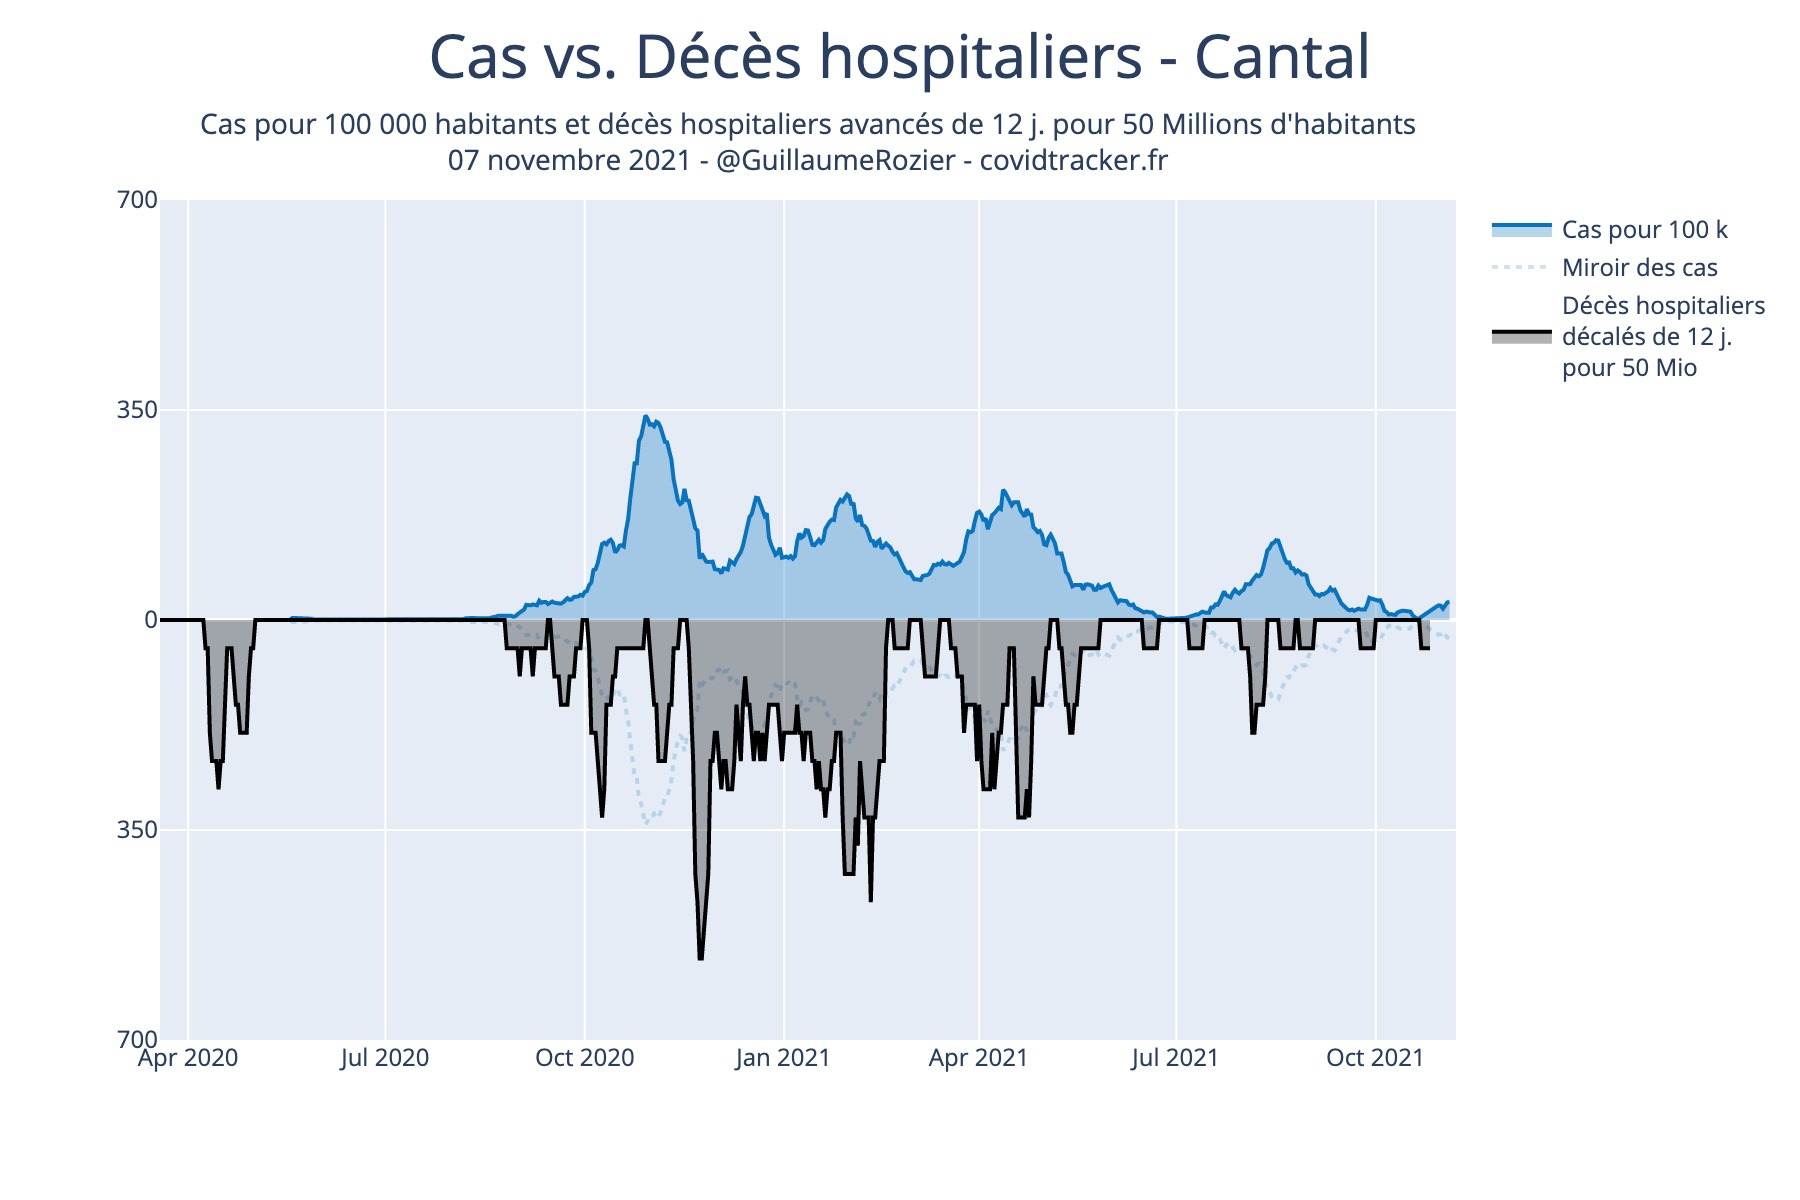 Cas vs. Décès hospitaliers - Cantal
Cas pour 100 000 habitants et décès hospitaliers avancés de 12 j. pour 50 Millions d'habitants
07 novembre 2021 - @GuillaumeRozier - covidtracker.fr
700
350
0
350
700
Apr 2020
Jul 2020
Oct 2020
Jan 2021
Apr 2021
Jul 2021
Oct 2021
Cas pour 100 k
Miroir des cas
Décès hospitaliers
décalés de 12 j.
pour 50 Mio